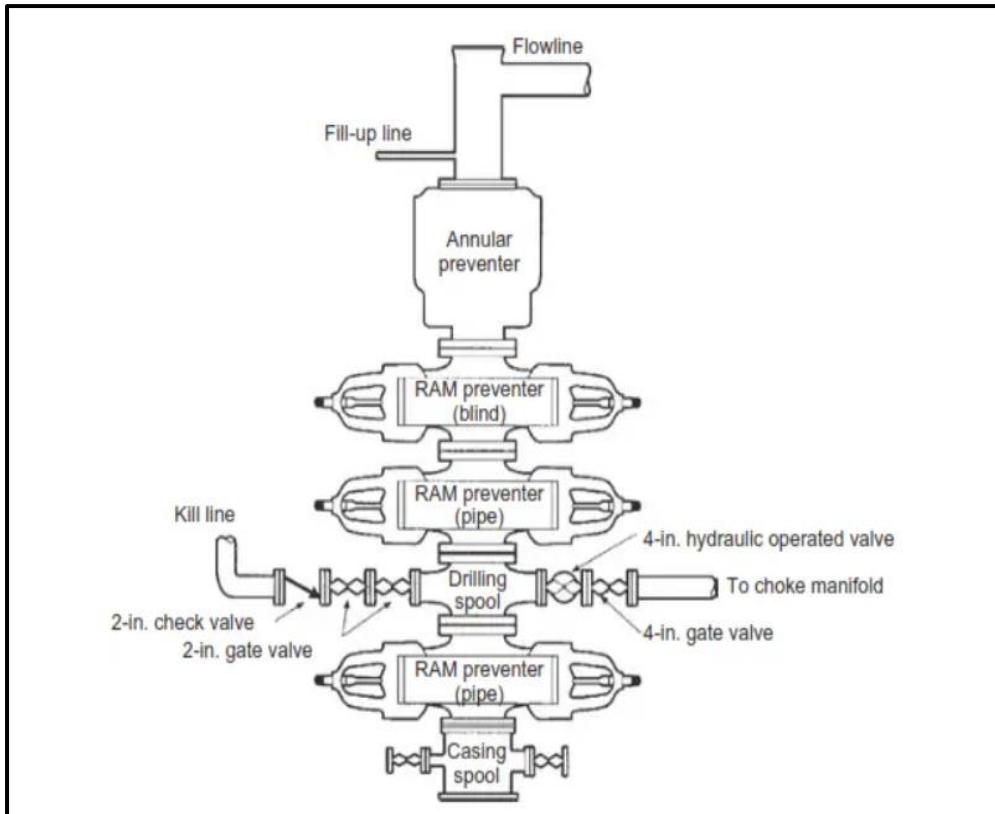 Flowline
Fill-up line
Annular
preventer
RAM preventer
(blind)
RAM preventer
(pipe)
Kill line
4-in. hydraulic operated valve
Drilling
spool
To choke manifold
2-in. check valve
2-in. gate valve
4-in. gate valve
RAM preventer
(pipe)
Casing
spool